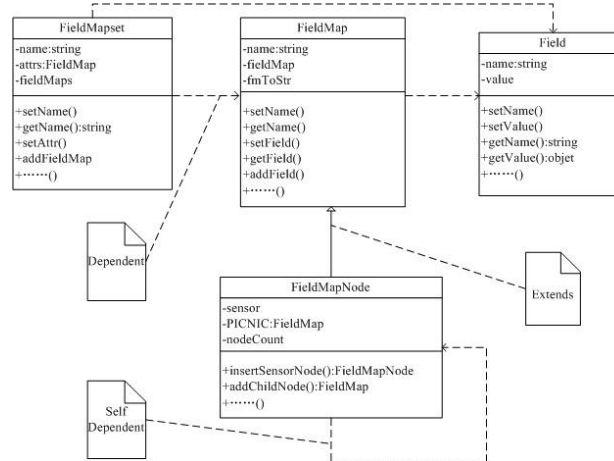 FieldMapset
-name:string
-attrs:FieldMap
-fieldMaps
+setName()
+getName():string
+setAttr()
+addFieldMap
+……()
FieldMap
-name:string
-fieldMap
-fmToStr
+setName()
+getName()
+setField()
+getField()
+addField()
+……()
Field
-name:string
-value
+setName()
+setValue()
+getName():string
+getValue():objet
+……()
Dependent
FieldMapNode
-sensor
-PICNIC:FieldMap
-nodeCount
+insertSensorNode():FieldMapNode
+addChildNode():FieldMap
+……()
Extends
Self
Dependent